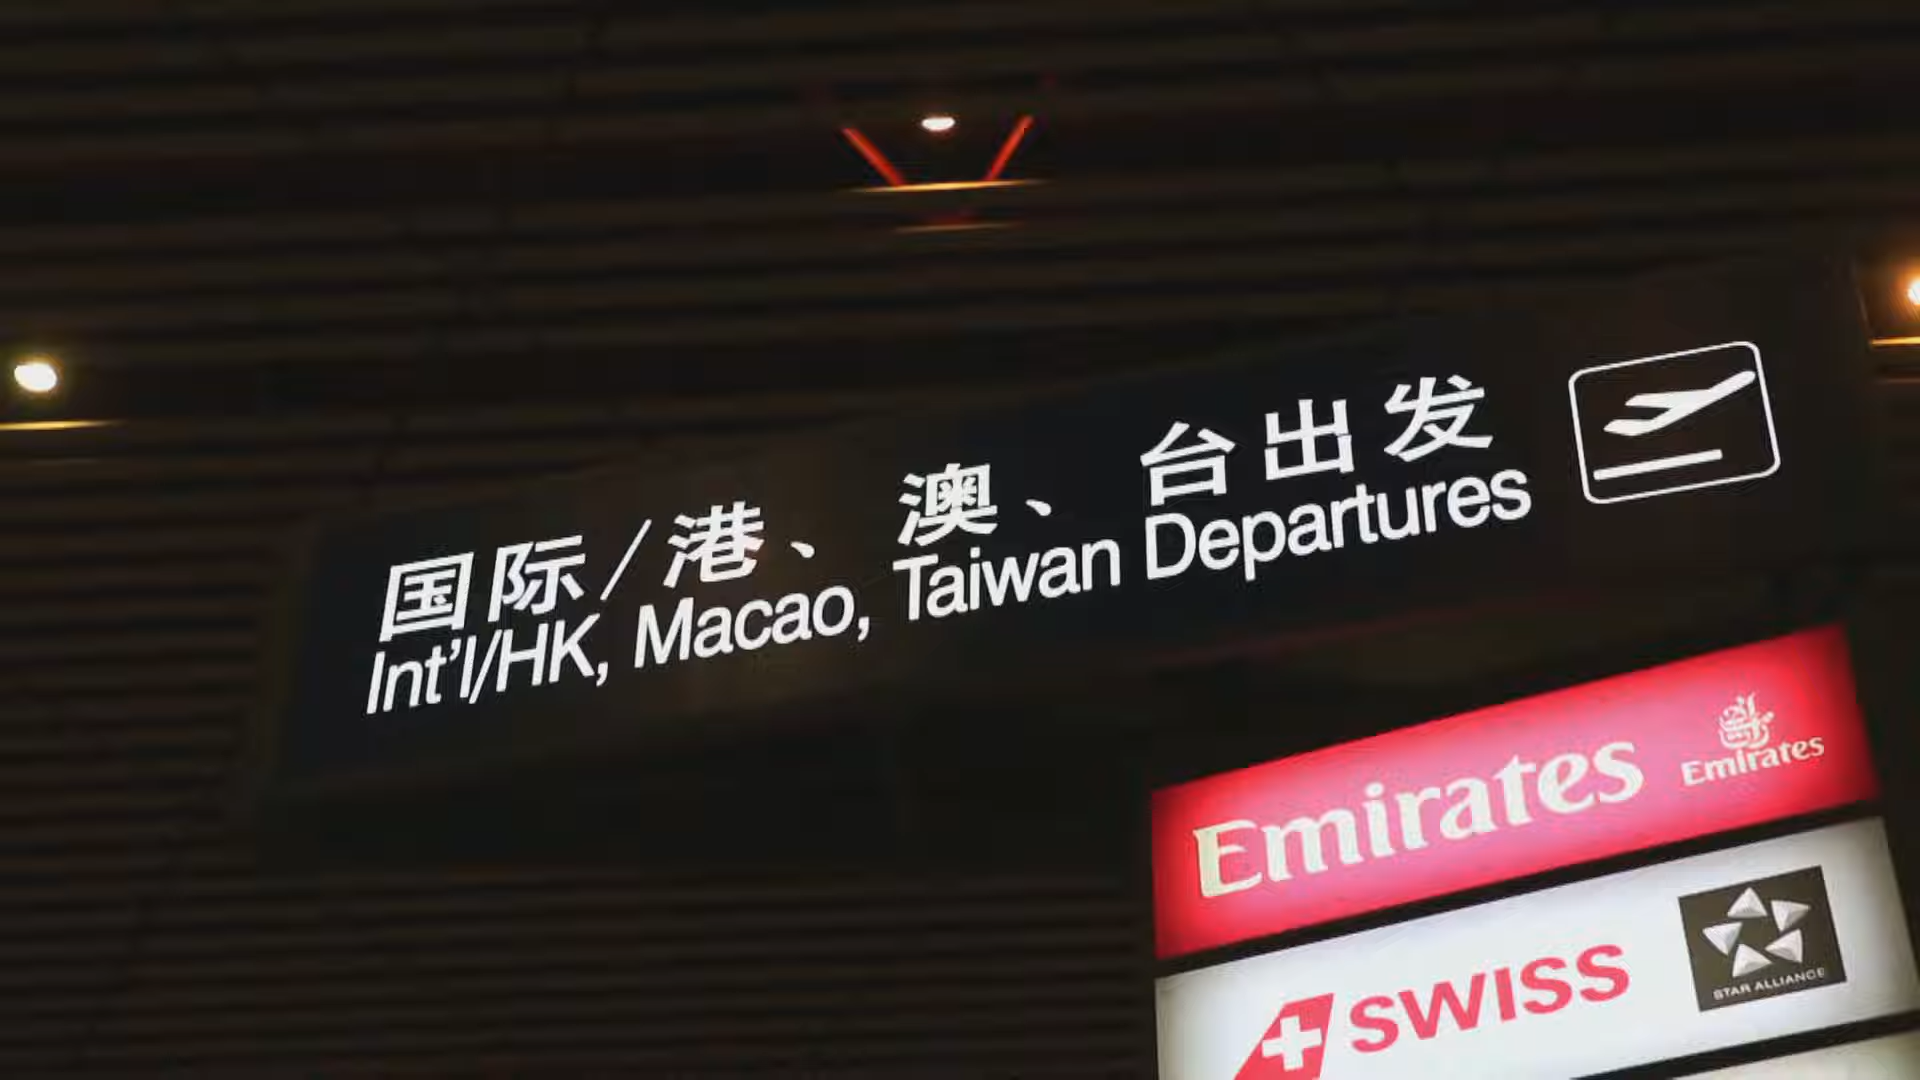 国际/港、澳、台出发
Int'l/HK, Macao, Taiwan Departures
Emirates
Emirates
SWISS
STAR ALLIANCE